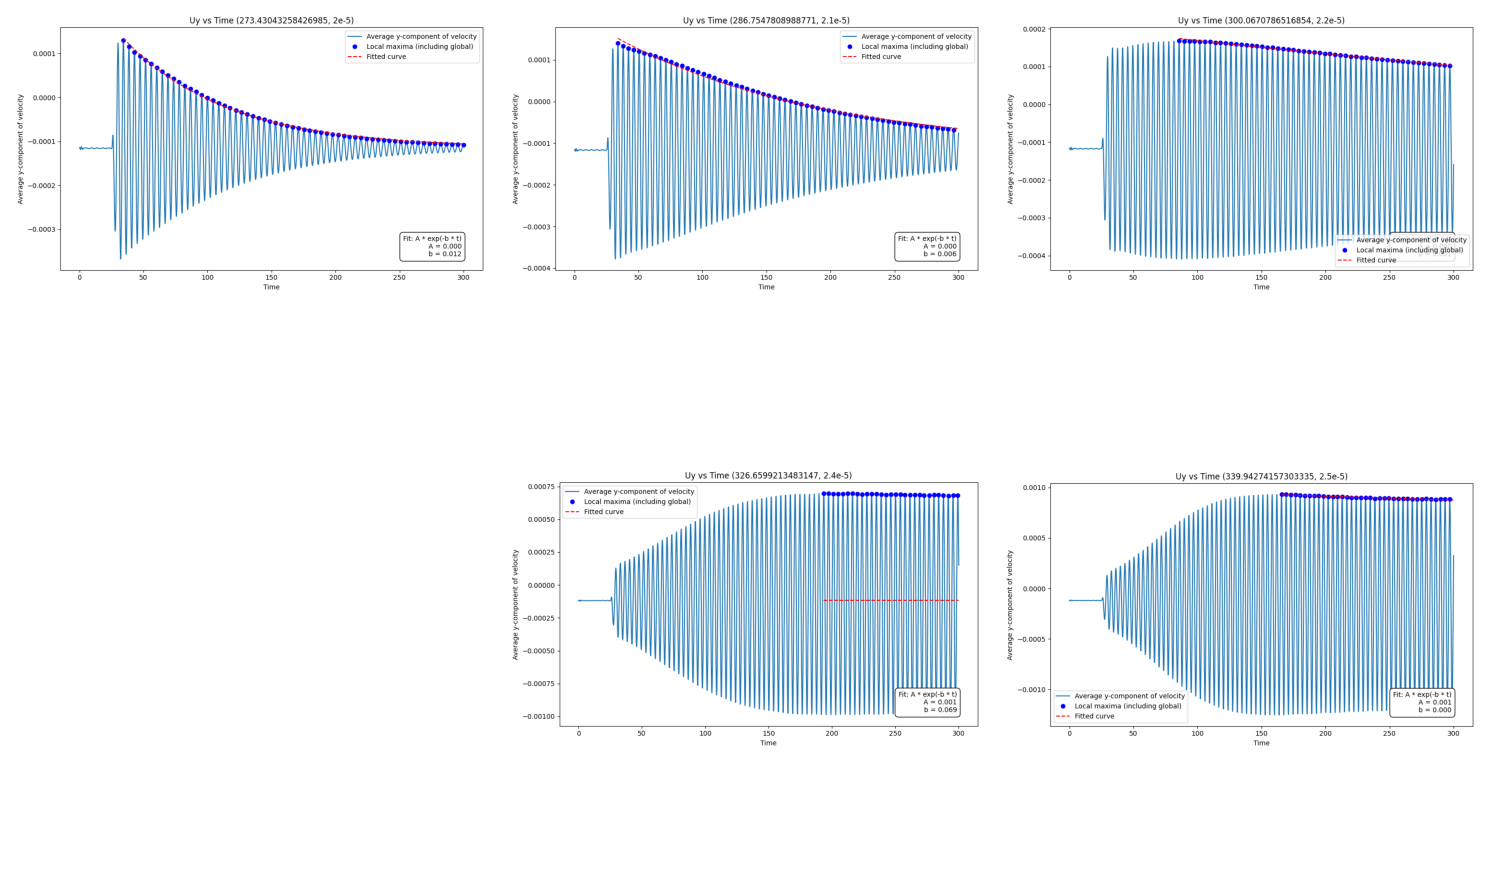 Uy vs Time (273.43043258426985, 2e-5)
Average y-component of velocity
Local maxima (including global)
Fitted curve
0.0001
0.0000
−0.0001
−0.0002
−0.0003
Average y-component of velocity
Fit: A * exp(-b * t)
A = 0.000
b = 0.012
0 50 100 150 200 250 300
Time
Uy vs Time (286.7547808988771, 2.1e-5)
Average y-component of velocity
Local maxima (including global)
Fitted curve
0.0001
0.0000
−0.0001
−0.0002
−0.0003
−0.0004
Average y-component of velocity
Fit: A * exp(-b * t)
A = 0.000
b = 0.006
0 50 100 150 200 250 300
Time
Uy vs Time (300.0670786516854, 2.2e-5)
0.0002
0.0001
0.0000
−0.0001
−0.0002
−0.0003
−0.0004
Average y-component of velocity
Average y-component of velocity
Local maxima (including global)
Fitted curve
0 50 100 150 200 250 300
Time
Uy vs Time (326.6599213483147, 2.4e-5)
Average y-component of velocity
Local maxima (including global)
Fitted curve
0.00075
0.00050
0.00025
0.00000
−0.00025
−0.00050
−0.00075
−0.00100
Average y-component of velocity
Fit: A * exp(-b * t)
A = 0.001
b = 0.069
0 50 100 150 200 250 300
Time
Uy vs Time (339.94274157303335, 2.5e-5)
0.0010
0.0005
0.0000
−0.0005
−0.0010
Average y-component of velocity
Average y-component of velocity
Local maxima (including global)
Fitted curve
Fit: A * exp(-b * t)
A = 0.001
b = 0.000
0 50 100 150 200 250 300
Time